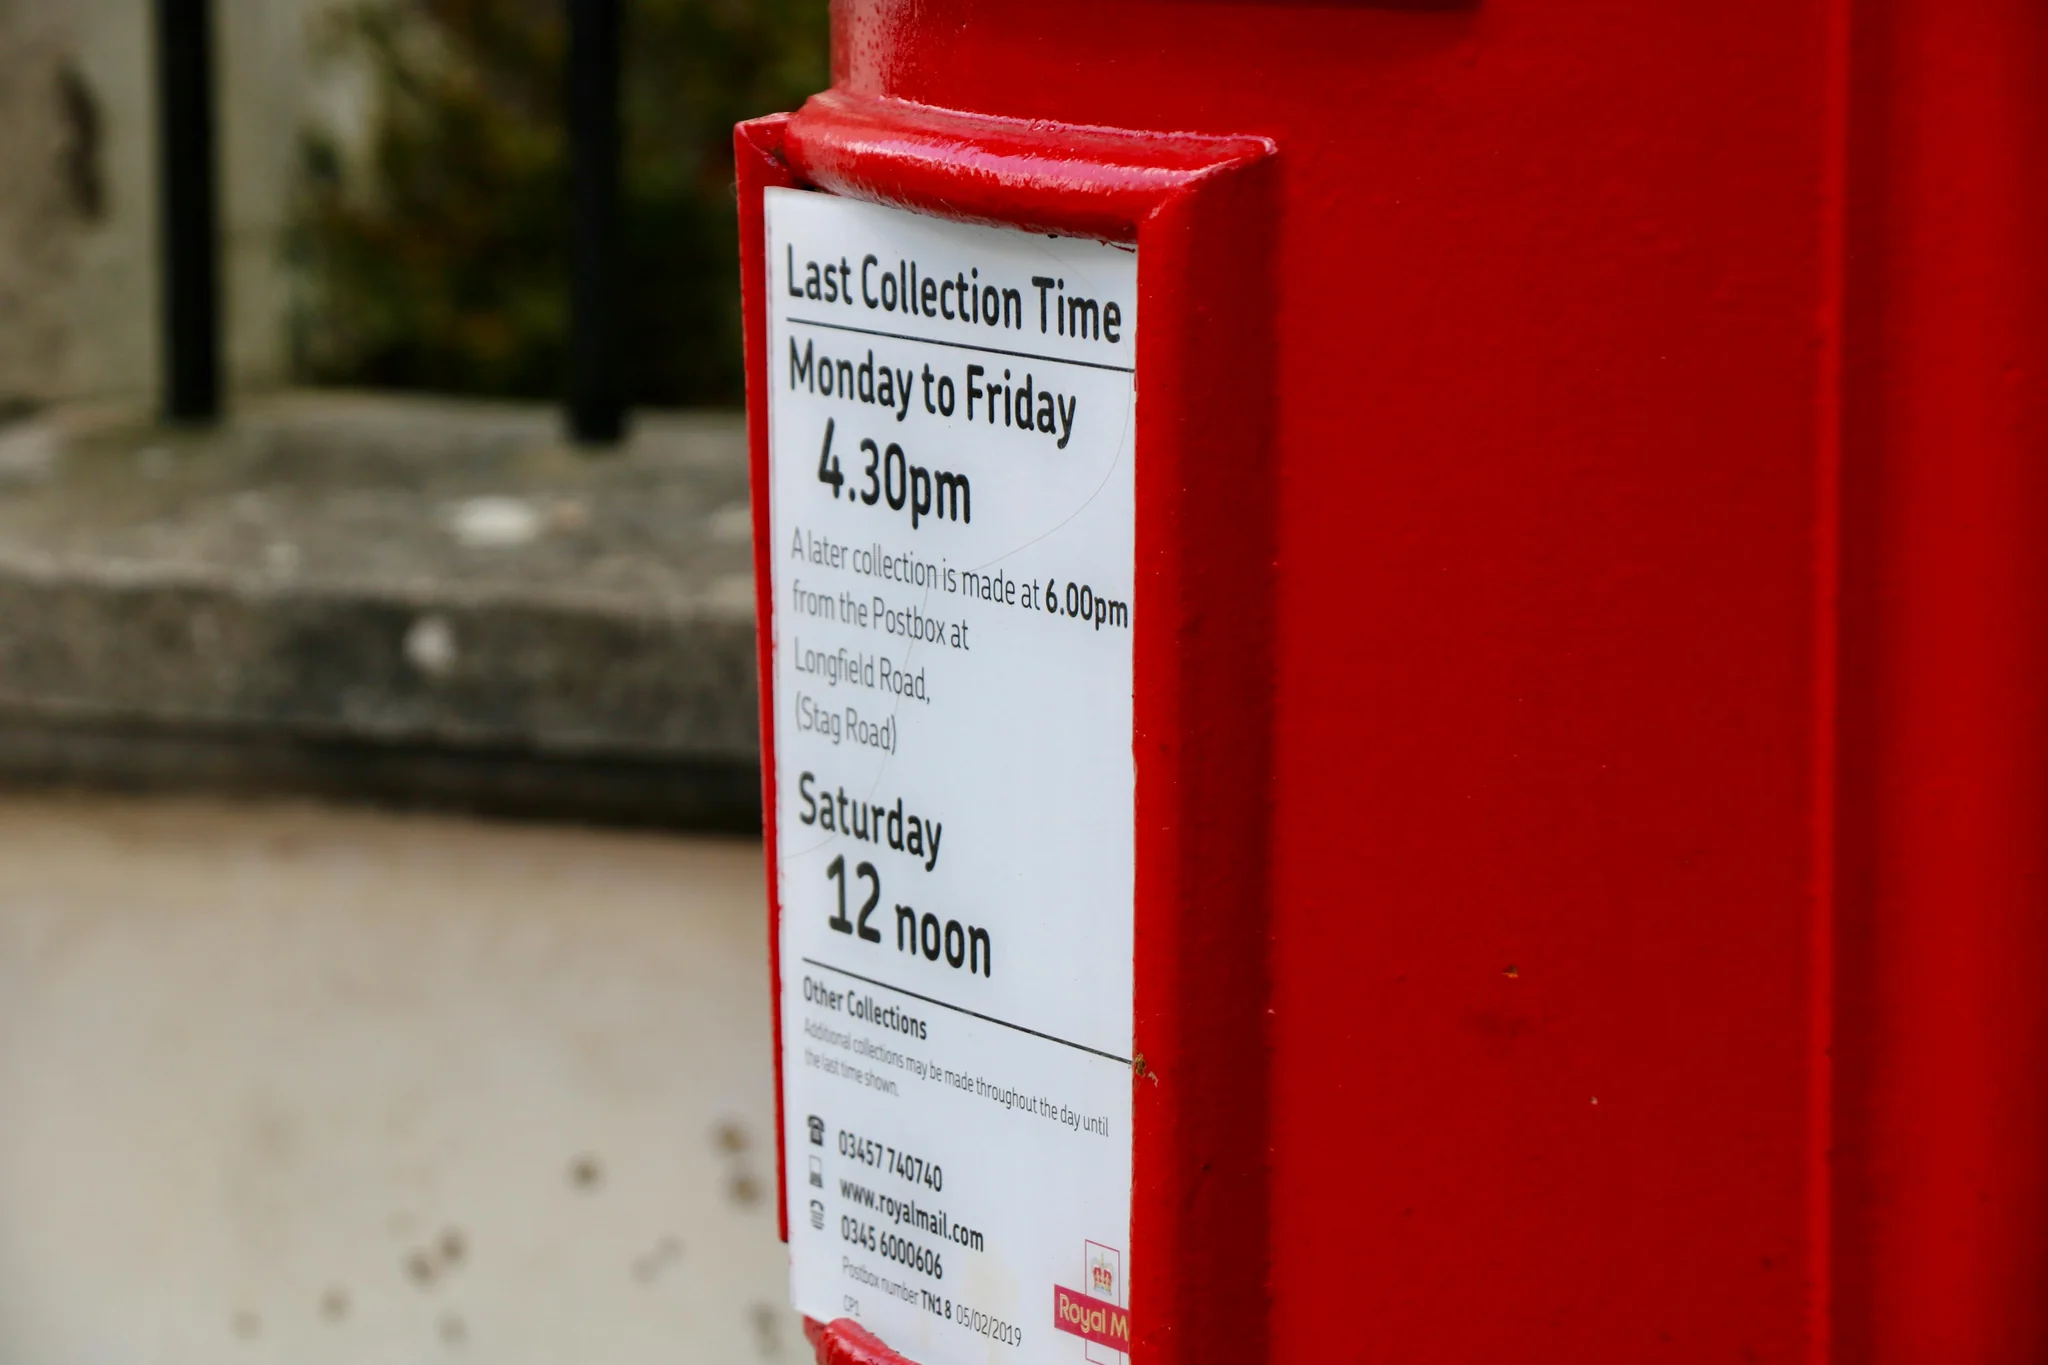 Last Collection Time
Monday to Friday
4.30pm
A later collection is made at 6.00pm
from the Postbox at
Longfield Road,
(Stag Road)
Saturday
12 noon
Other Collections
Additional collections may be made throughout the day until
the last time shown.
03457 740740
www.royalmail.com
0345 6000606
Postbox number TN1 8 05/02/2019
CP1
Royal M